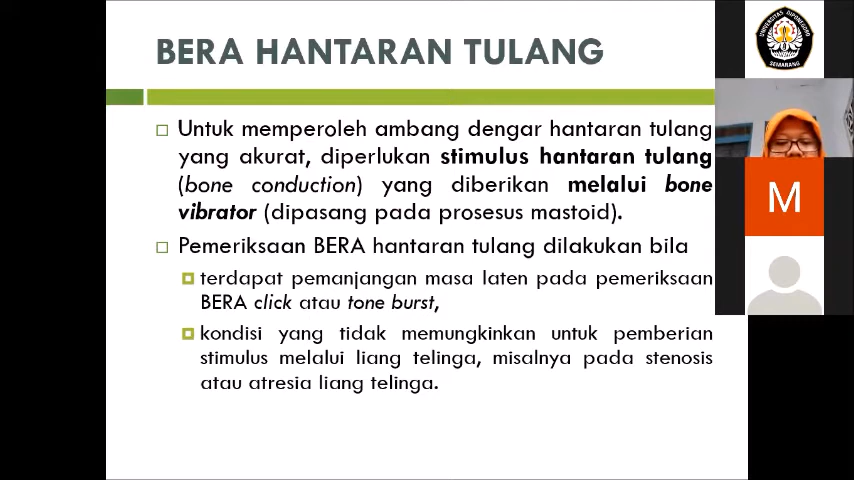 BERA HANTARAN TULANG
Untuk memperoleh ambang dengar hantaran tulang
yang akurat, diperlukan stimulus hantaran tulang
(bone conduction) yang diberikan melalui bone
vibrator (dipasang pada prosesus mastoid).
Pemeriksaan BERA hantaran tulang dilakukan bila
terdapat pemanjangan masa laten pada pemeriksaan
BERA click atau tone burst,
kondisi yang tidak memungkinkan untuk pemberian
stimulus melalui liang telinga, misalnya pada stenosis
atau atresia liang telinga.
UNIVERSITAS DIPONEGORO
SEMARANG
M